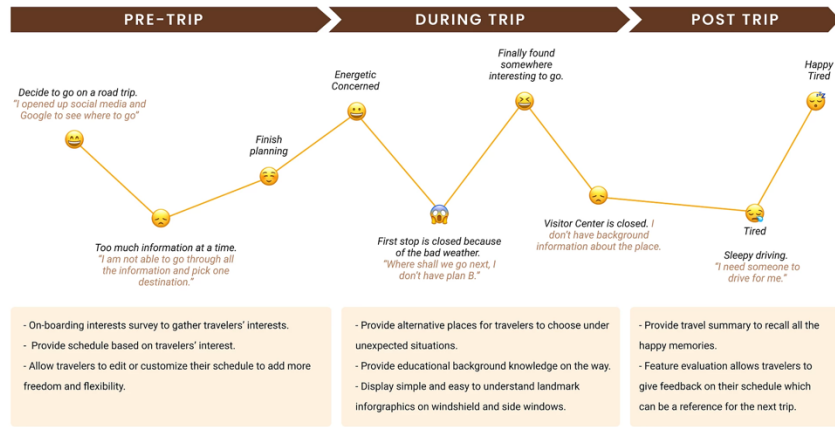 PRE-TRIP
DURING TRIP
POST TRIP
Decide to go on a road trip.
"I opened up social media and
Google to see where to go"
Too much information at a time.
"I am not able to go through all
the information and pick one
destination."
Finish
planning
Energetic
Concerned
First stop is closed because
of the bad weather.
"Where shall we go next, I
don't have plan B."
Finally found
somewhere
interesting to go.
Visitor Center is closed. I
don't have background
information about the place.
Tired
Sleepy driving.
"I need someone to
drive for me."
Happy
Tired
- On-boarding interests survey to gather travelers' interests.
- Provide schedule based on travelers' interest.
- Allow travelers to edit or customize their schedule to add more
freedom and flexibility.
- Provide alternative places for travelers to choose under
unexpected situations.
- Provide educational background knowledge on the way.
- Display simple and easy to understand landmark
inforgraphics on windshield and side windows.
- Provide travel summary to recall all the
happy memories.
- Feature evaluation allows travelers to
give feedback on their schedule which
can be a reference for the next trip.